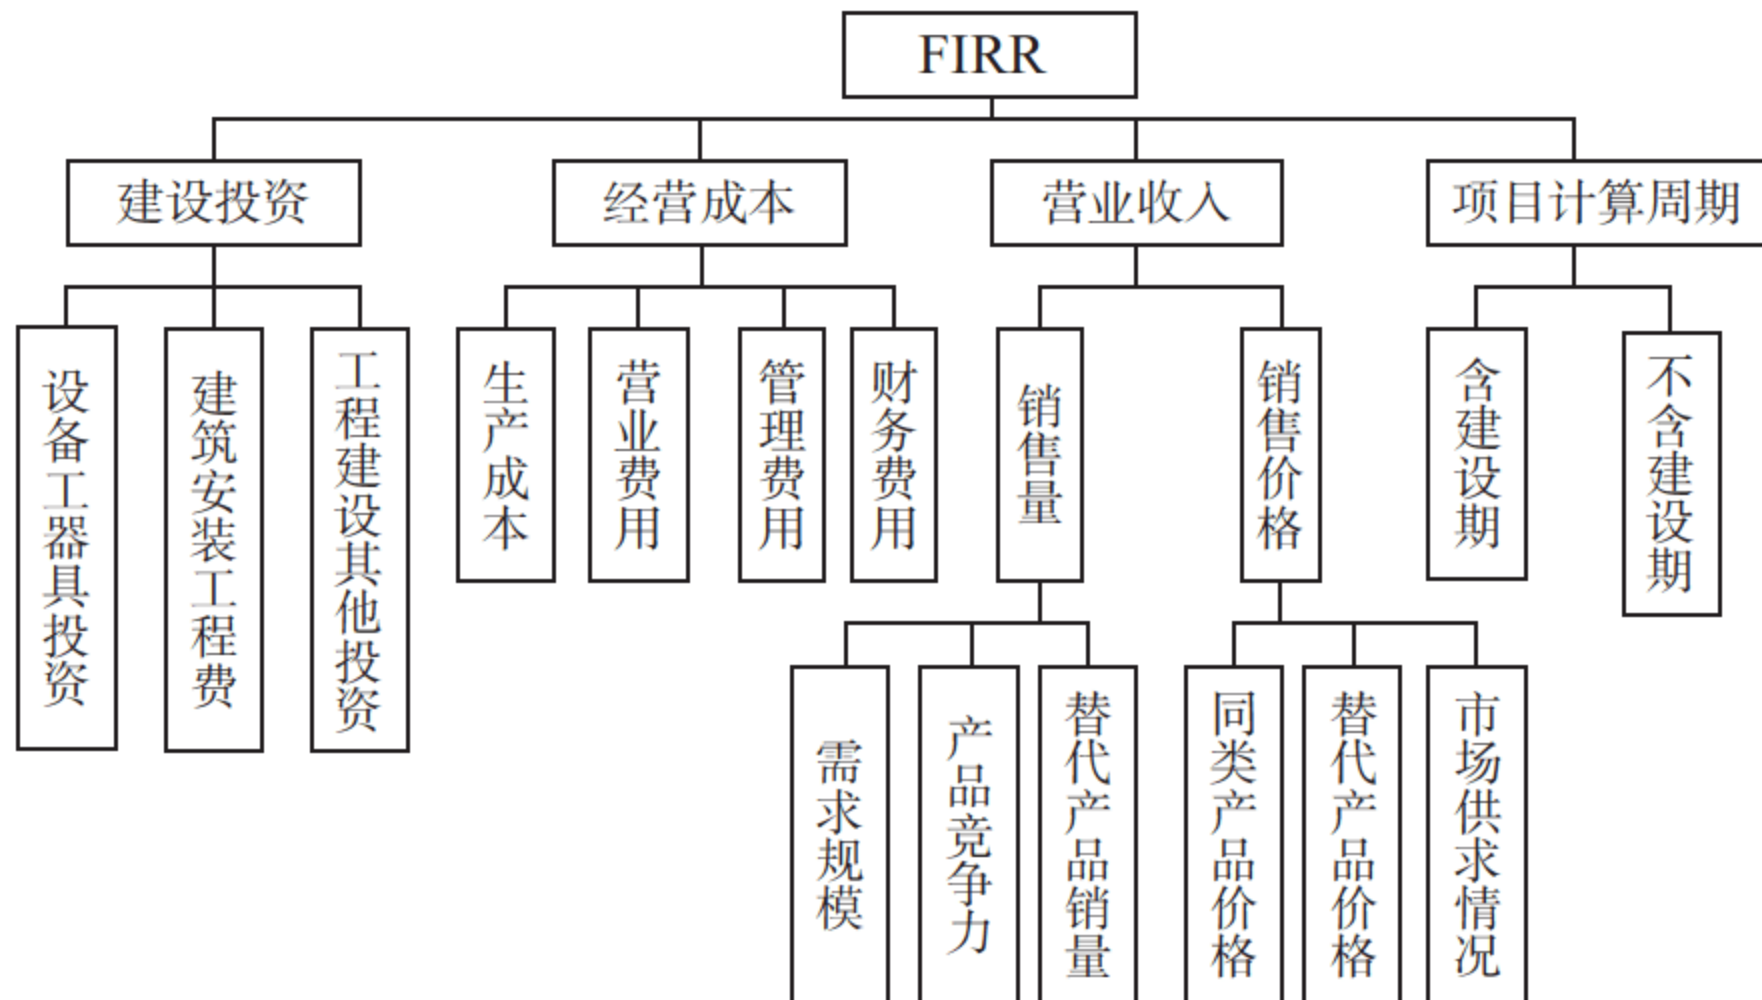 FIRR
建设投资
经营成本
营业收入
项目计算周期
设备工器具投资
建筑安装工程费
工程建设其他投资
生产成本
营业费用
管理费用
财务费用
销售量
销售价格
含建设期
不含建设期
需求规模
产品竞争力
替代产品销量
同类产品价格
替代产品价格
市场供求情况